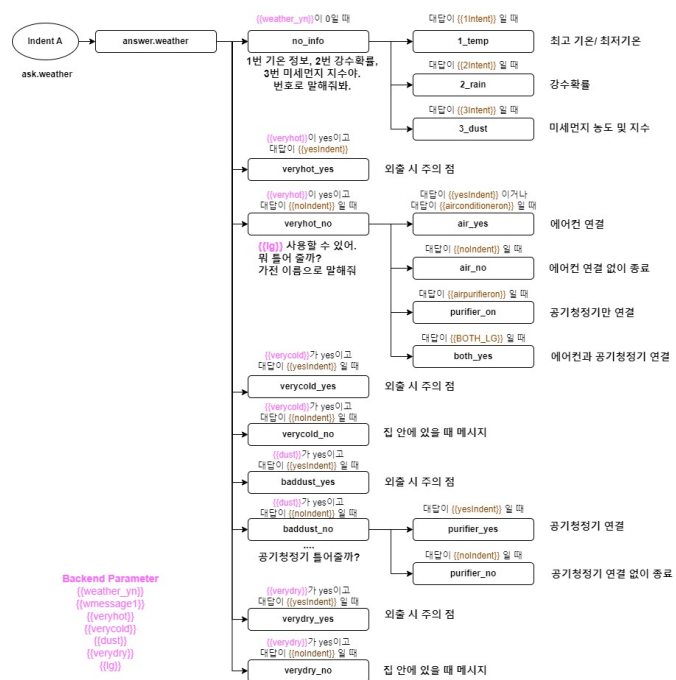 Indent A
ask.weather
answer.weather
{{weather_yn}}이 0일 때
no_info
1번 기온 정보, 2번 강수확률,
3번 미세먼지 지수야.
번호로 말해줘봐.
대답이 {{1Intent}} 일 때
1_temp
최고 기온/ 최저기온
대답이 {{2Intent}} 일 때
2_rain
강수확률
대답이 {{3Intent}} 일 때
3_dust
미세먼지 농도 및 지수
{{veryhot}}이 yes이고
대답이 {{yesIndent}}
veryhot_yes
외출 시 주의 점
{{veryhot}}이 yes이고
대답이 {{noIndent}} 일 때
veryhot_no
{{lg}} 사용할 수 있어.
뭐 틀어 줄까?
가전 이름으로 말해줘
대답이 {{yesIndent}} 이거나
대답이 {{airconditioneron}} 일 때
air_yes
에어컨 연결
대답이 {{noIndent}} 일 때
air_no
에어컨 연결 없이 종료
대답이 {{airpurifieron}} 일 때
purifier_on
공기청정기만 연결
대답이 {{BOTH_LG}} 일 때
both_yes
에어컨과 공기청정기 연결
{{verycold}}가 yes이고
대답이 {{yesIndent}} 일 때
verycold_yes
외출 시 주의 점
{{verycold}}가 yes이고
대답이 {{noIndent}} 일 때
verycold_no
집 안에 있을 때 메시지
{{dust}}가 yes이고
대답이 {{yesIndent}} 일 때
baddust_yes
외출 시 주의 점
{{dust}}가 yes이고
대답이 {{noIndent}} 일 때
baddust_no
....
공기청정기 틀어줄까?
대답이 {{yesIndent}} 일 때
purifier_yes
공기청정기 연결
대답이 {{noIndent}} 일 때
purifier_no
공기청정기 연결 없이 종료
{{verydry}}가 yes이고
대답이 {{yesIndent}} 일 때
verydry_yes
외출 시 주의 점
{{verydry}}가 yes이고
대답이 {{noIndent}} 일 때
verydry_no
집 안에 있을 때 메시지
Backend Parameter
{{weather_yn}}
{{wmessage1}}
{{veryhot}}
{{verycold}}
{{dust}}
{{verydry}}
{{lg}}